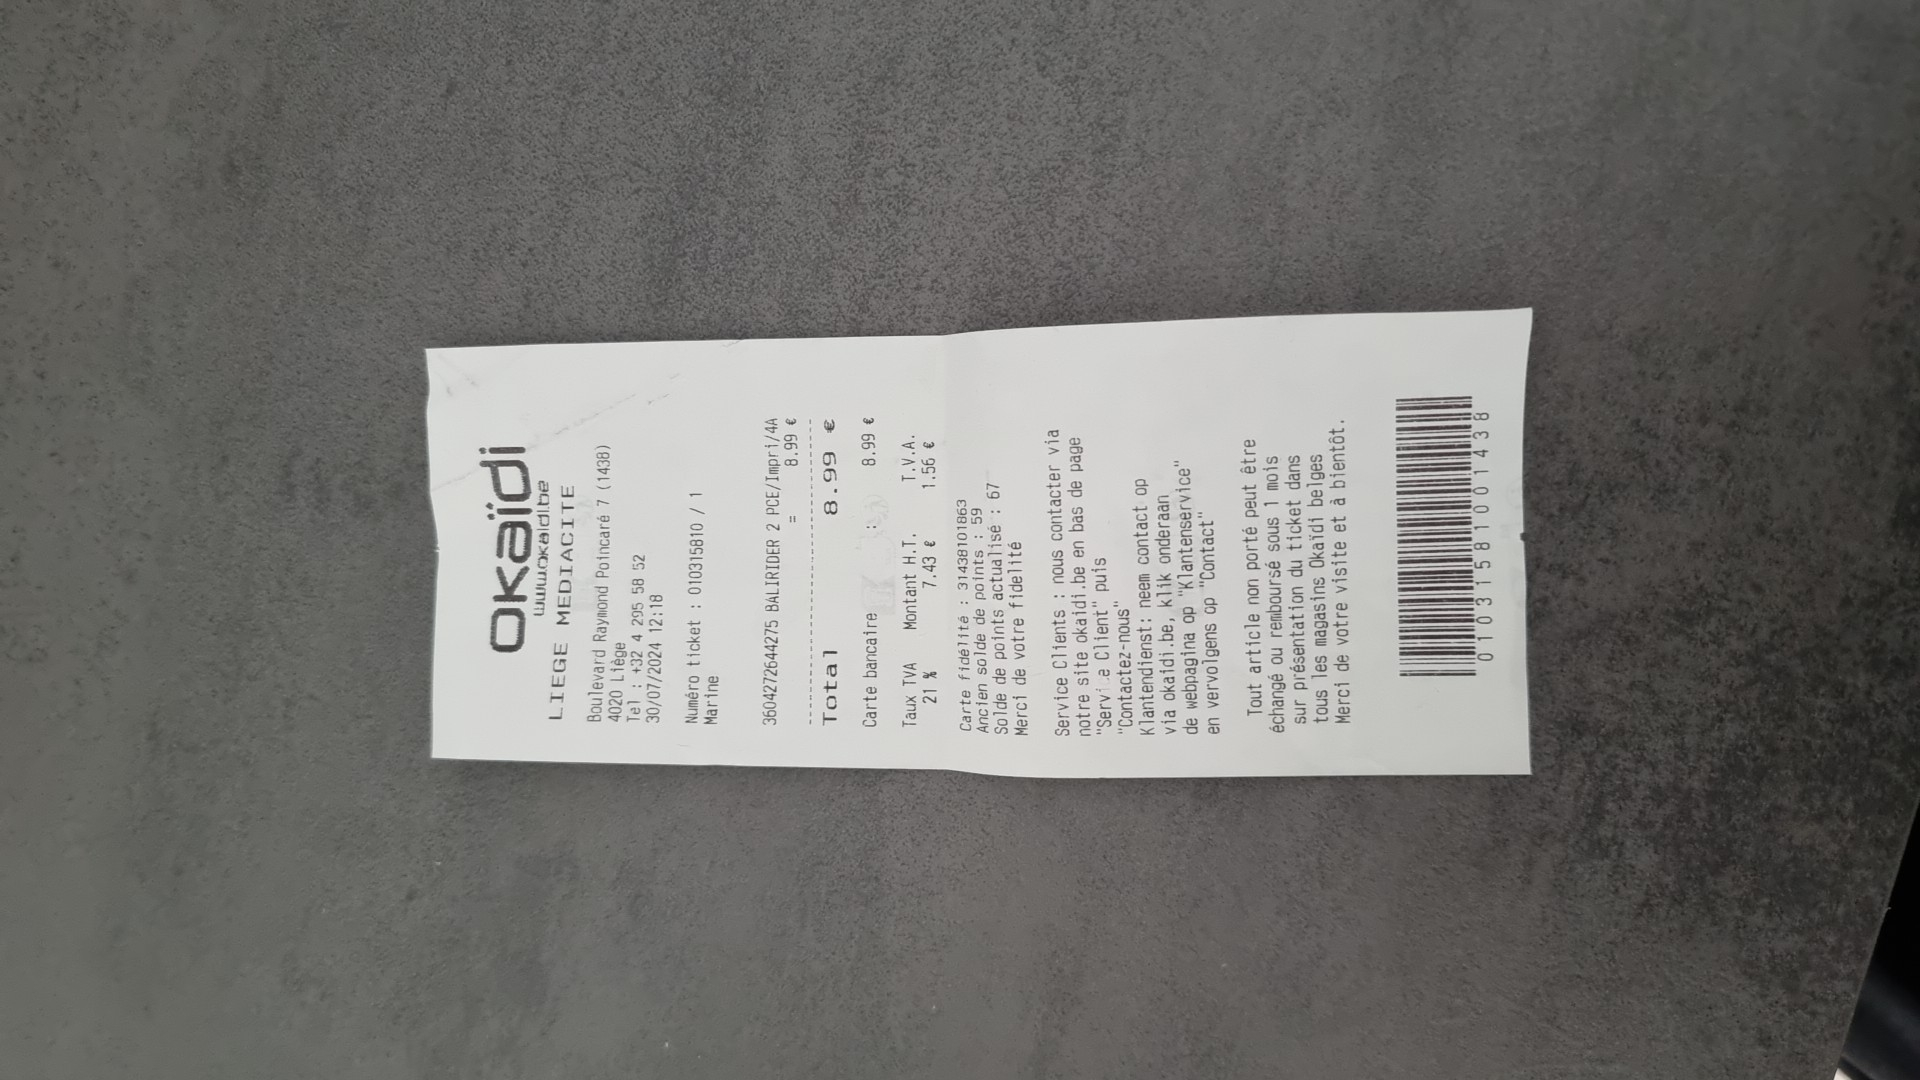 okaïdi
www.okaidi.be
LIEGE MEDIACITE
Boulevard Raymond Poincaré 7 (1438)
4020 Liège
Tel : +32 4 295 58 52
30/07/2024 12:18
Numéro ticket : 010315810 / 1
Marine
3604272644275 BALIRIDER 2 PCE/Impri/4A
= 8.99 €
Total 8.99 €
Carte bancaire : 8.99 €
Taux TVA Montant H.T. T.V.A.
21 % 7.43 € 1.56 €
Carte fidélité : 31438101863
Ancien solde de points : 59
Solde de points actualisé : 67
Merci de votre fidelité
Service Clients : nous contacter via
notre site okaidi.be en bas de page
"Service Client" puis
"Contactez-nous"
Klantendienst: neem contact op
via okaidi.be, klik onderaan
de webpagina op "Klantenservice"
en vervolgens op "Contact"
Tout article non porté peut être
échangé ou remboursé sous 1 mois
sur présentation du ticket dans
tous les magasins Okaïdi belges
Merci de votre visite et à bientôt.
01031581001438